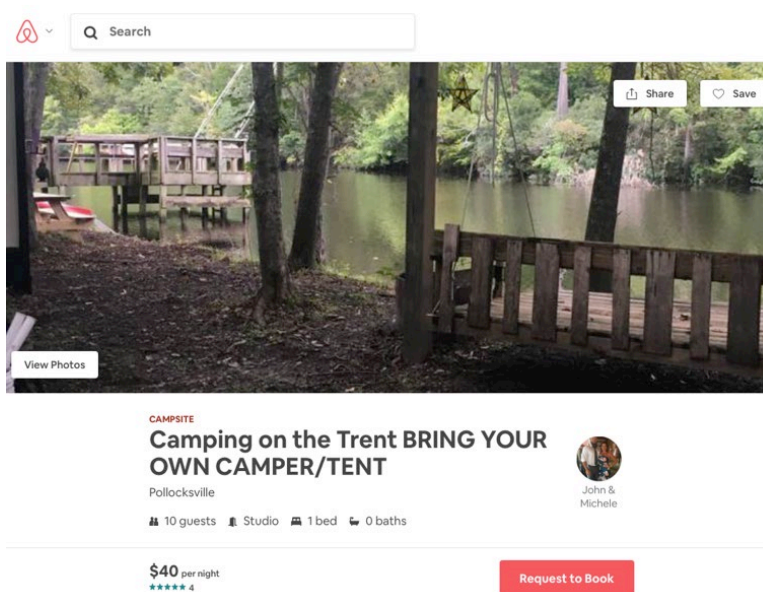 Search
Share
Save
View Photos
CAMPSITE
Camping on the Trent BRING YOUR
OWN CAMPER/TENT
John &
Michele
Pollocksville
10 guests Studio 1 bed 0 baths
$40 per night
4
Request to Book